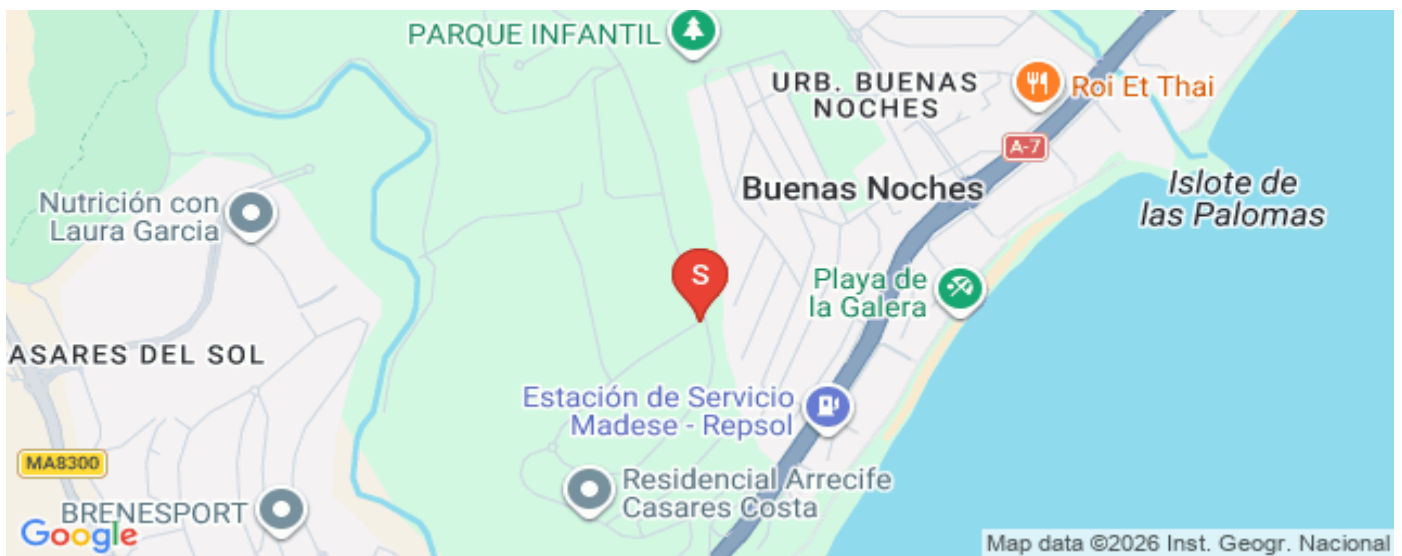 PARQUE INFANTIL
URB. BUENAS
NOCHES
Roi Et Thai
A-7
Buenas Noches
Islote de
las Palomas
Nutrición con
Laura Garcia
S
Playa de
la Galera
ASARES DEL SOL
Estación de Servicio
Madese - Repsol
MA8300
Residencial Arrecife
Casares Costa
BRENESPORT
Google
Map data ©2026 Inst. Geogr. Nacional